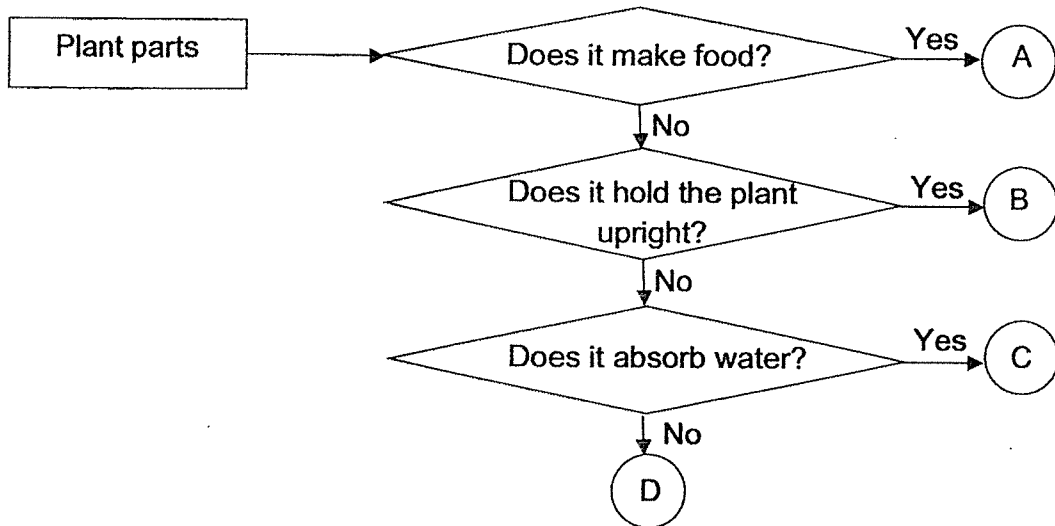 Plant parts
Does it make food?
Yes
A
No
Does it hold the plant
upright?
Yes
B
No
Does it absorb water?
Yes
C
No
D